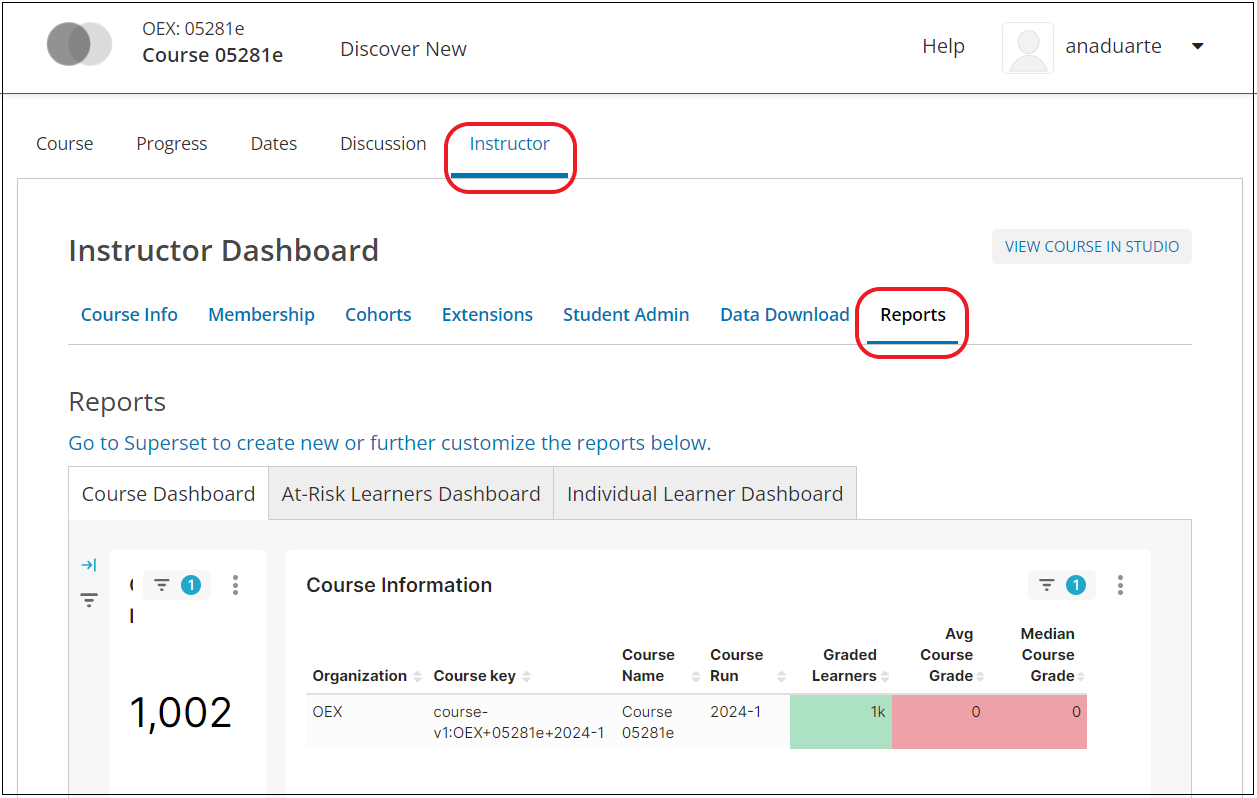 OEX: 05281e
Course 05281e
Discover New
Help
anaduarte
Course
Progress
Dates
Discussion
Instructor
Instructor Dashboard
VIEW COURSE IN STUDIO
Course Info
Membership
Cohorts
Extensions
Student Admin
Data Download
Reports
Reports
Go to Superset to create new or further customize the reports below.
Course Dashboard
At-Risk Learners Dashboard
Individual Learner Dashboard
1
1,002
Course Information
1
Organization
Course key
Course
Name
Course
Run
Graded
Learners
Avg
Course
Grade
Median
Course
Grade
OEX
course-
v1:OEX+05281e+2024-1
Course
05281e
2024-1
1k
0
0